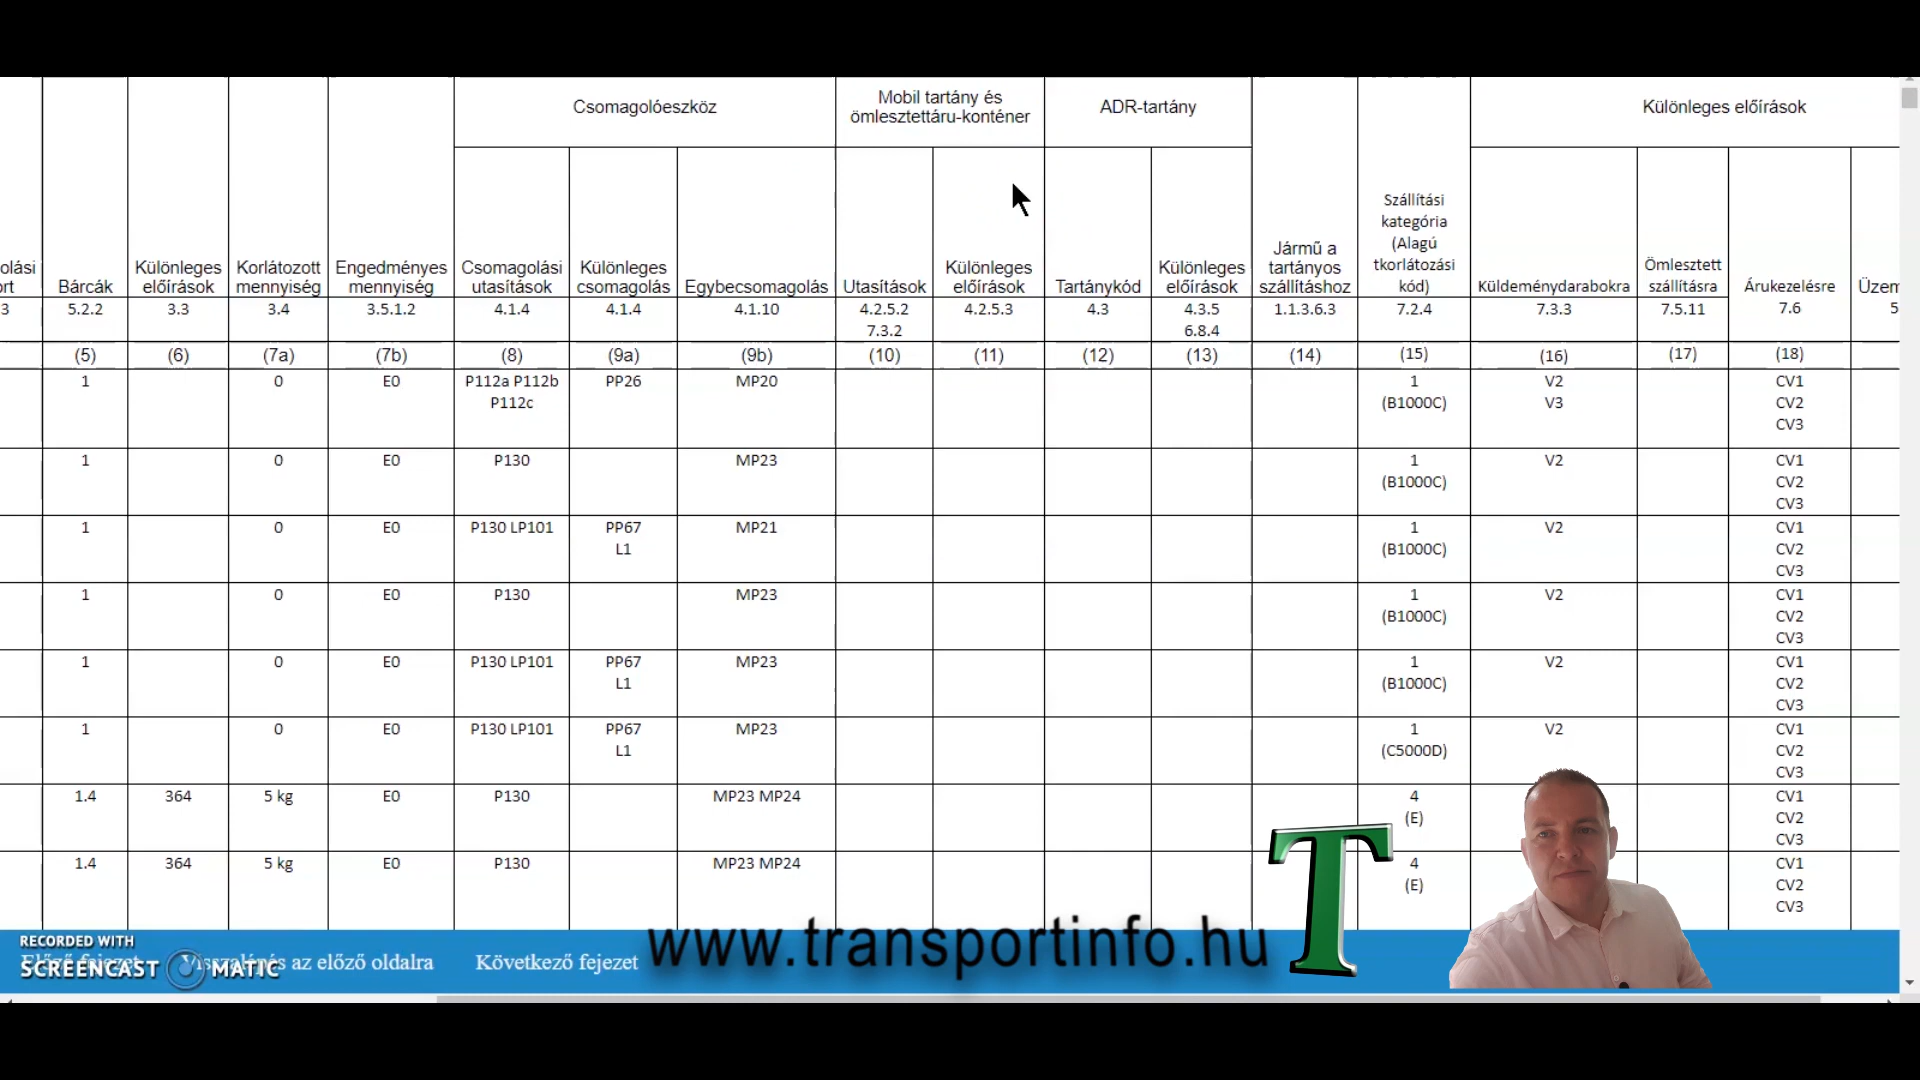 Csomagolóeszköz
Mobil tartány és
ömlesztettáru-konténer
ADR-tartány
Különleges előírások
olási
ort
Bárcák
Különleges
előírások
Korlátozott
mennyiség
Engedményes
mennyiség
Csomagolási
utasítások
Különleges
csomagolás
Egybecsomagolás
Utasítások
Különleges
előírások
Tartánykód
Különleges
előírások
Jármű a
tartányos
szállításhoz
Szállítási
kategória
(Alagú
tkorlátozási
kód)
Küldeménydarabokra
Ömlesztett
szállításra
Árukezelésre
Üzem
3 5.2.2 3.3 3.4 3.5.1.2 4.1.4 4.1.4 4.1.10 4.2.5.2 4.2.5.3 4.3 4.3.5 1.1.3.6.3 7.2.4 7.3.3 7.5.11 7.6 5
7.3.2 6.8.4
(5) (6) (7a) (7b) (8) (9a) (9b) (10) (11) (12) (13) (14) (15) (16) (17) (18)
1 0 E0 P112a P112b PP26 MP20 1 V2 CV1
P112c (B1000C) V3 CV2
CV3
1 0 E0 P130 MP23 1 V2 CV1
(B1000C) CV2
CV3
1 0 E0 P130 LP101 PP67 MP21 1 V2 CV1
L1 (B1000C) CV2
CV3
1 0 E0 P130 MP23 1 V2 CV1
(B1000C) CV2
CV3
1 0 E0 P130 LP101 PP67 MP23 1 V2 CV1
L1 (B1000C) CV2
CV3
1 0 E0 P130 LP101 PP67 MP23 1 V2 CV1
L1 (C5000D) CV2
CV3
1.4 364 5 kg E0 P130 MP23 MP24 4 CV1
(E) CV2
CV3
1.4 364 5 kg E0 P130 MP23 MP24 4 CV1
(E) CV2
CV3
T
www.transportinfo.hu
RECORDED WITH
SCREENCAST MATIC
Előző fejezet Visszalépés az előző oldalra Következő fejezet